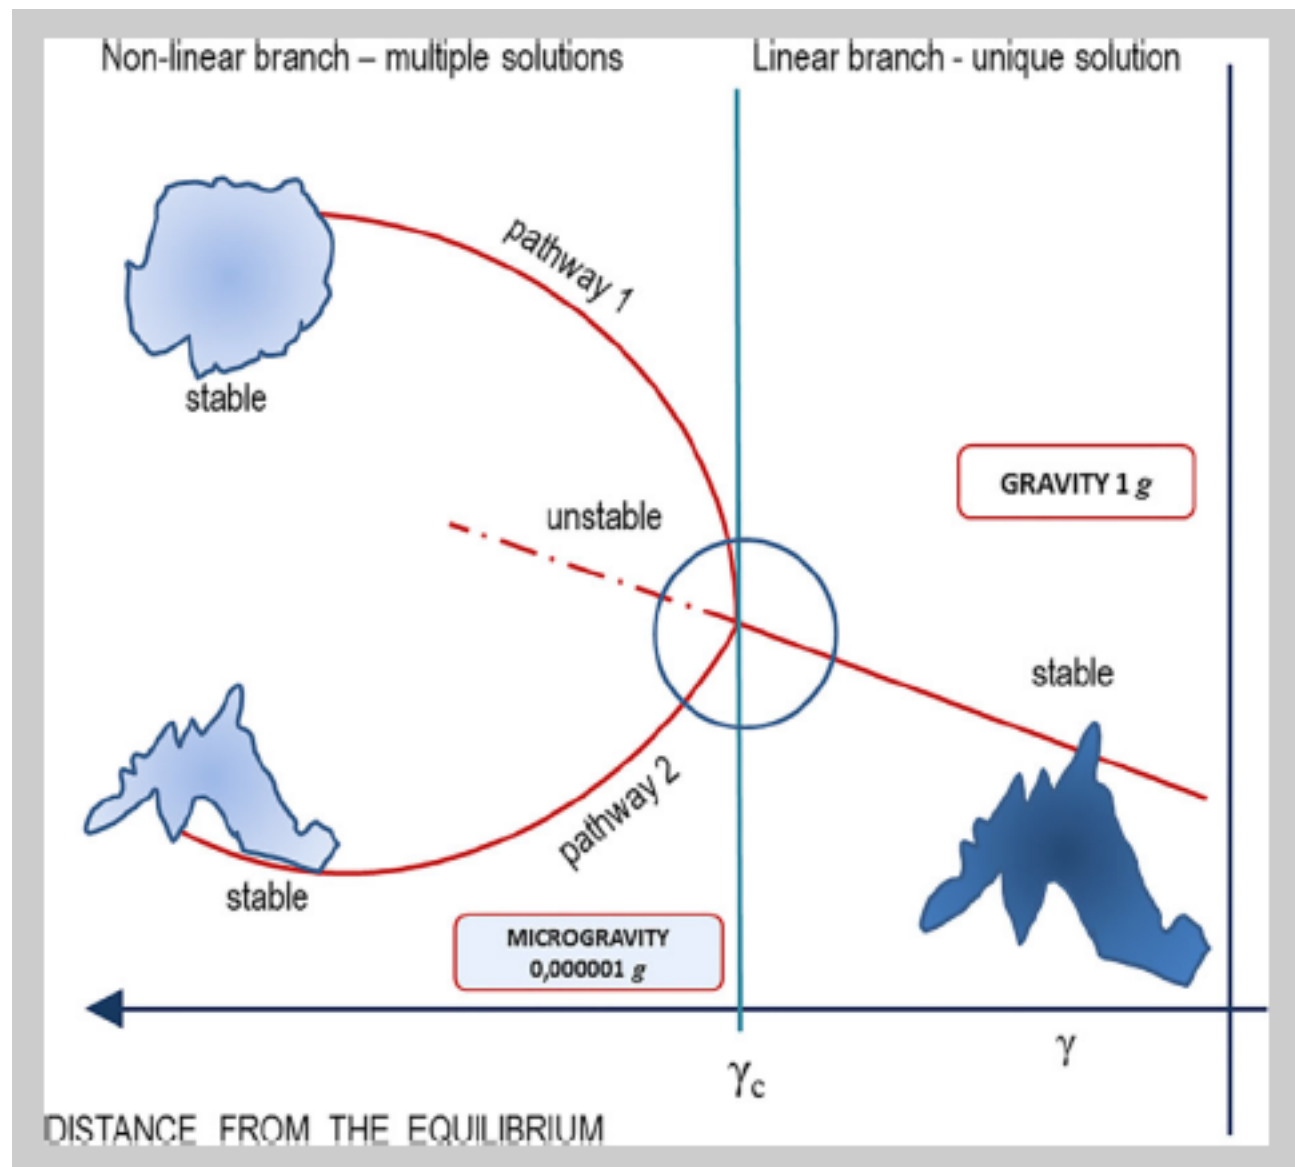 Non-linear branch – multiple solutions
Linear branch - unique solution
pathway 1
stable
GRAVITY 1 g
unstable
stable
pathway 2
stable
MICROGRAVITY
0,000001 g
γ
γc
DISTANCE FROM THE EQUILIBRIUM